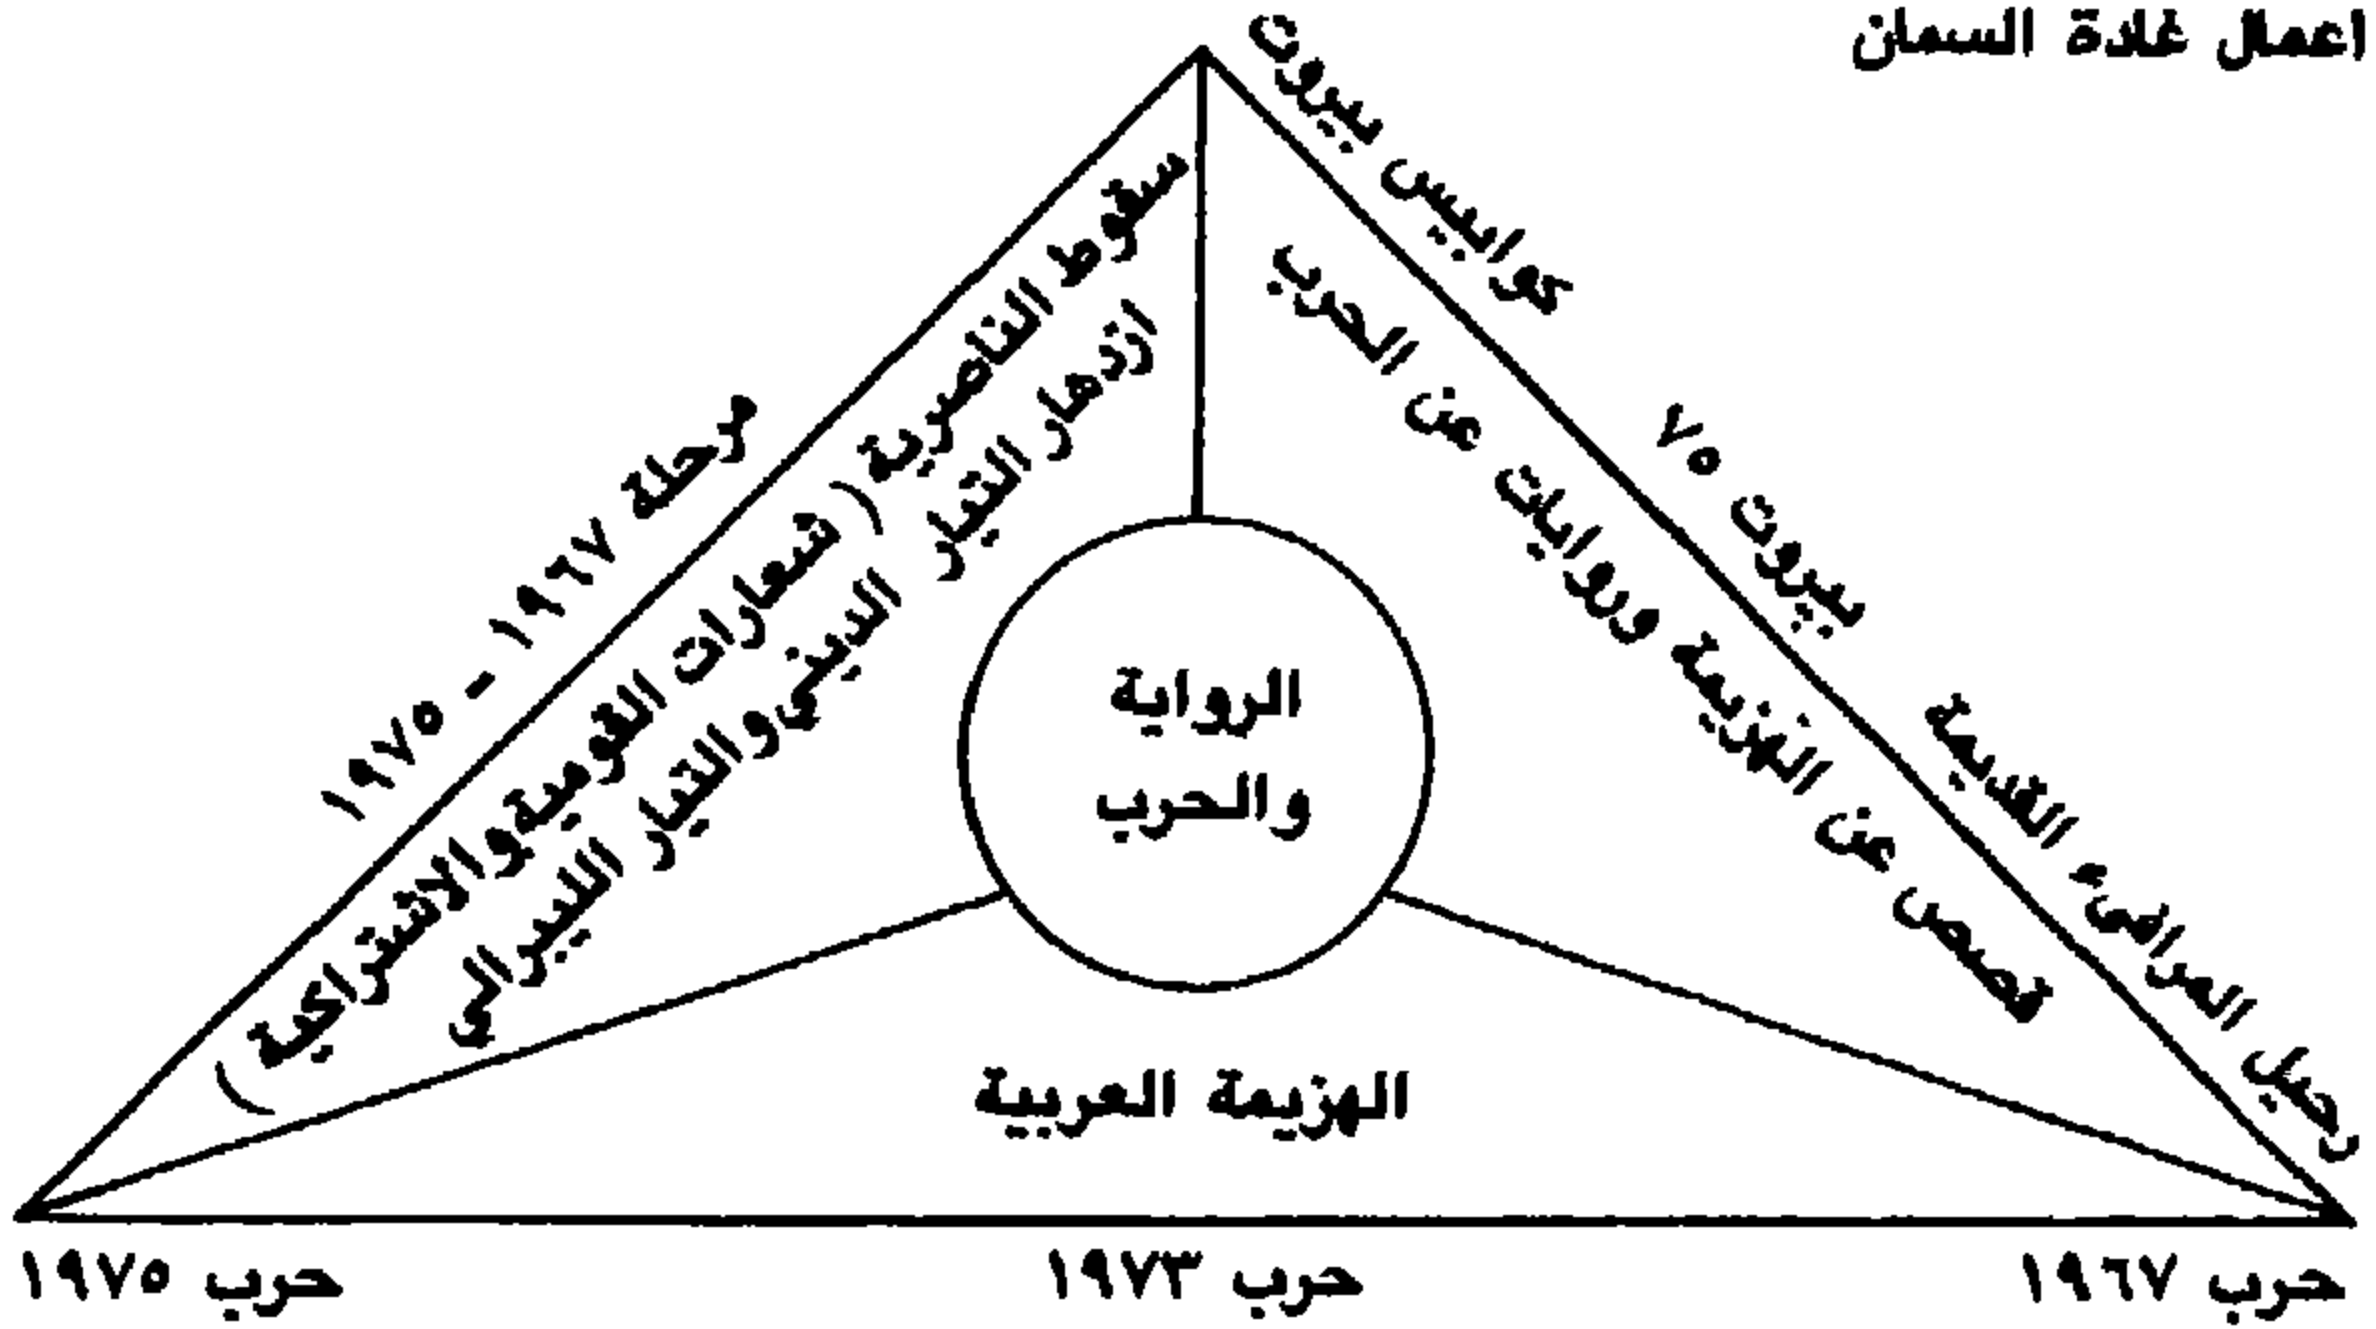 اعمال غادة السمان
كوابيس بيروت
بيروت ٧٥
رحيل المرافىء القديمة
قصص عن الهزيمة وروايات عن الحرب
مرحلة ١٩٦٧ - ١٩٧٥
سقوط الناصرية (شعارات القومية والاشتراكية)
ازدهار التيار الديني والتيار الليبرالي
الرواية
والحرب
الهزيمة العربية
حرب ١٩٦٧
حرب ١٩٧٣
حرب ١٩٧٥